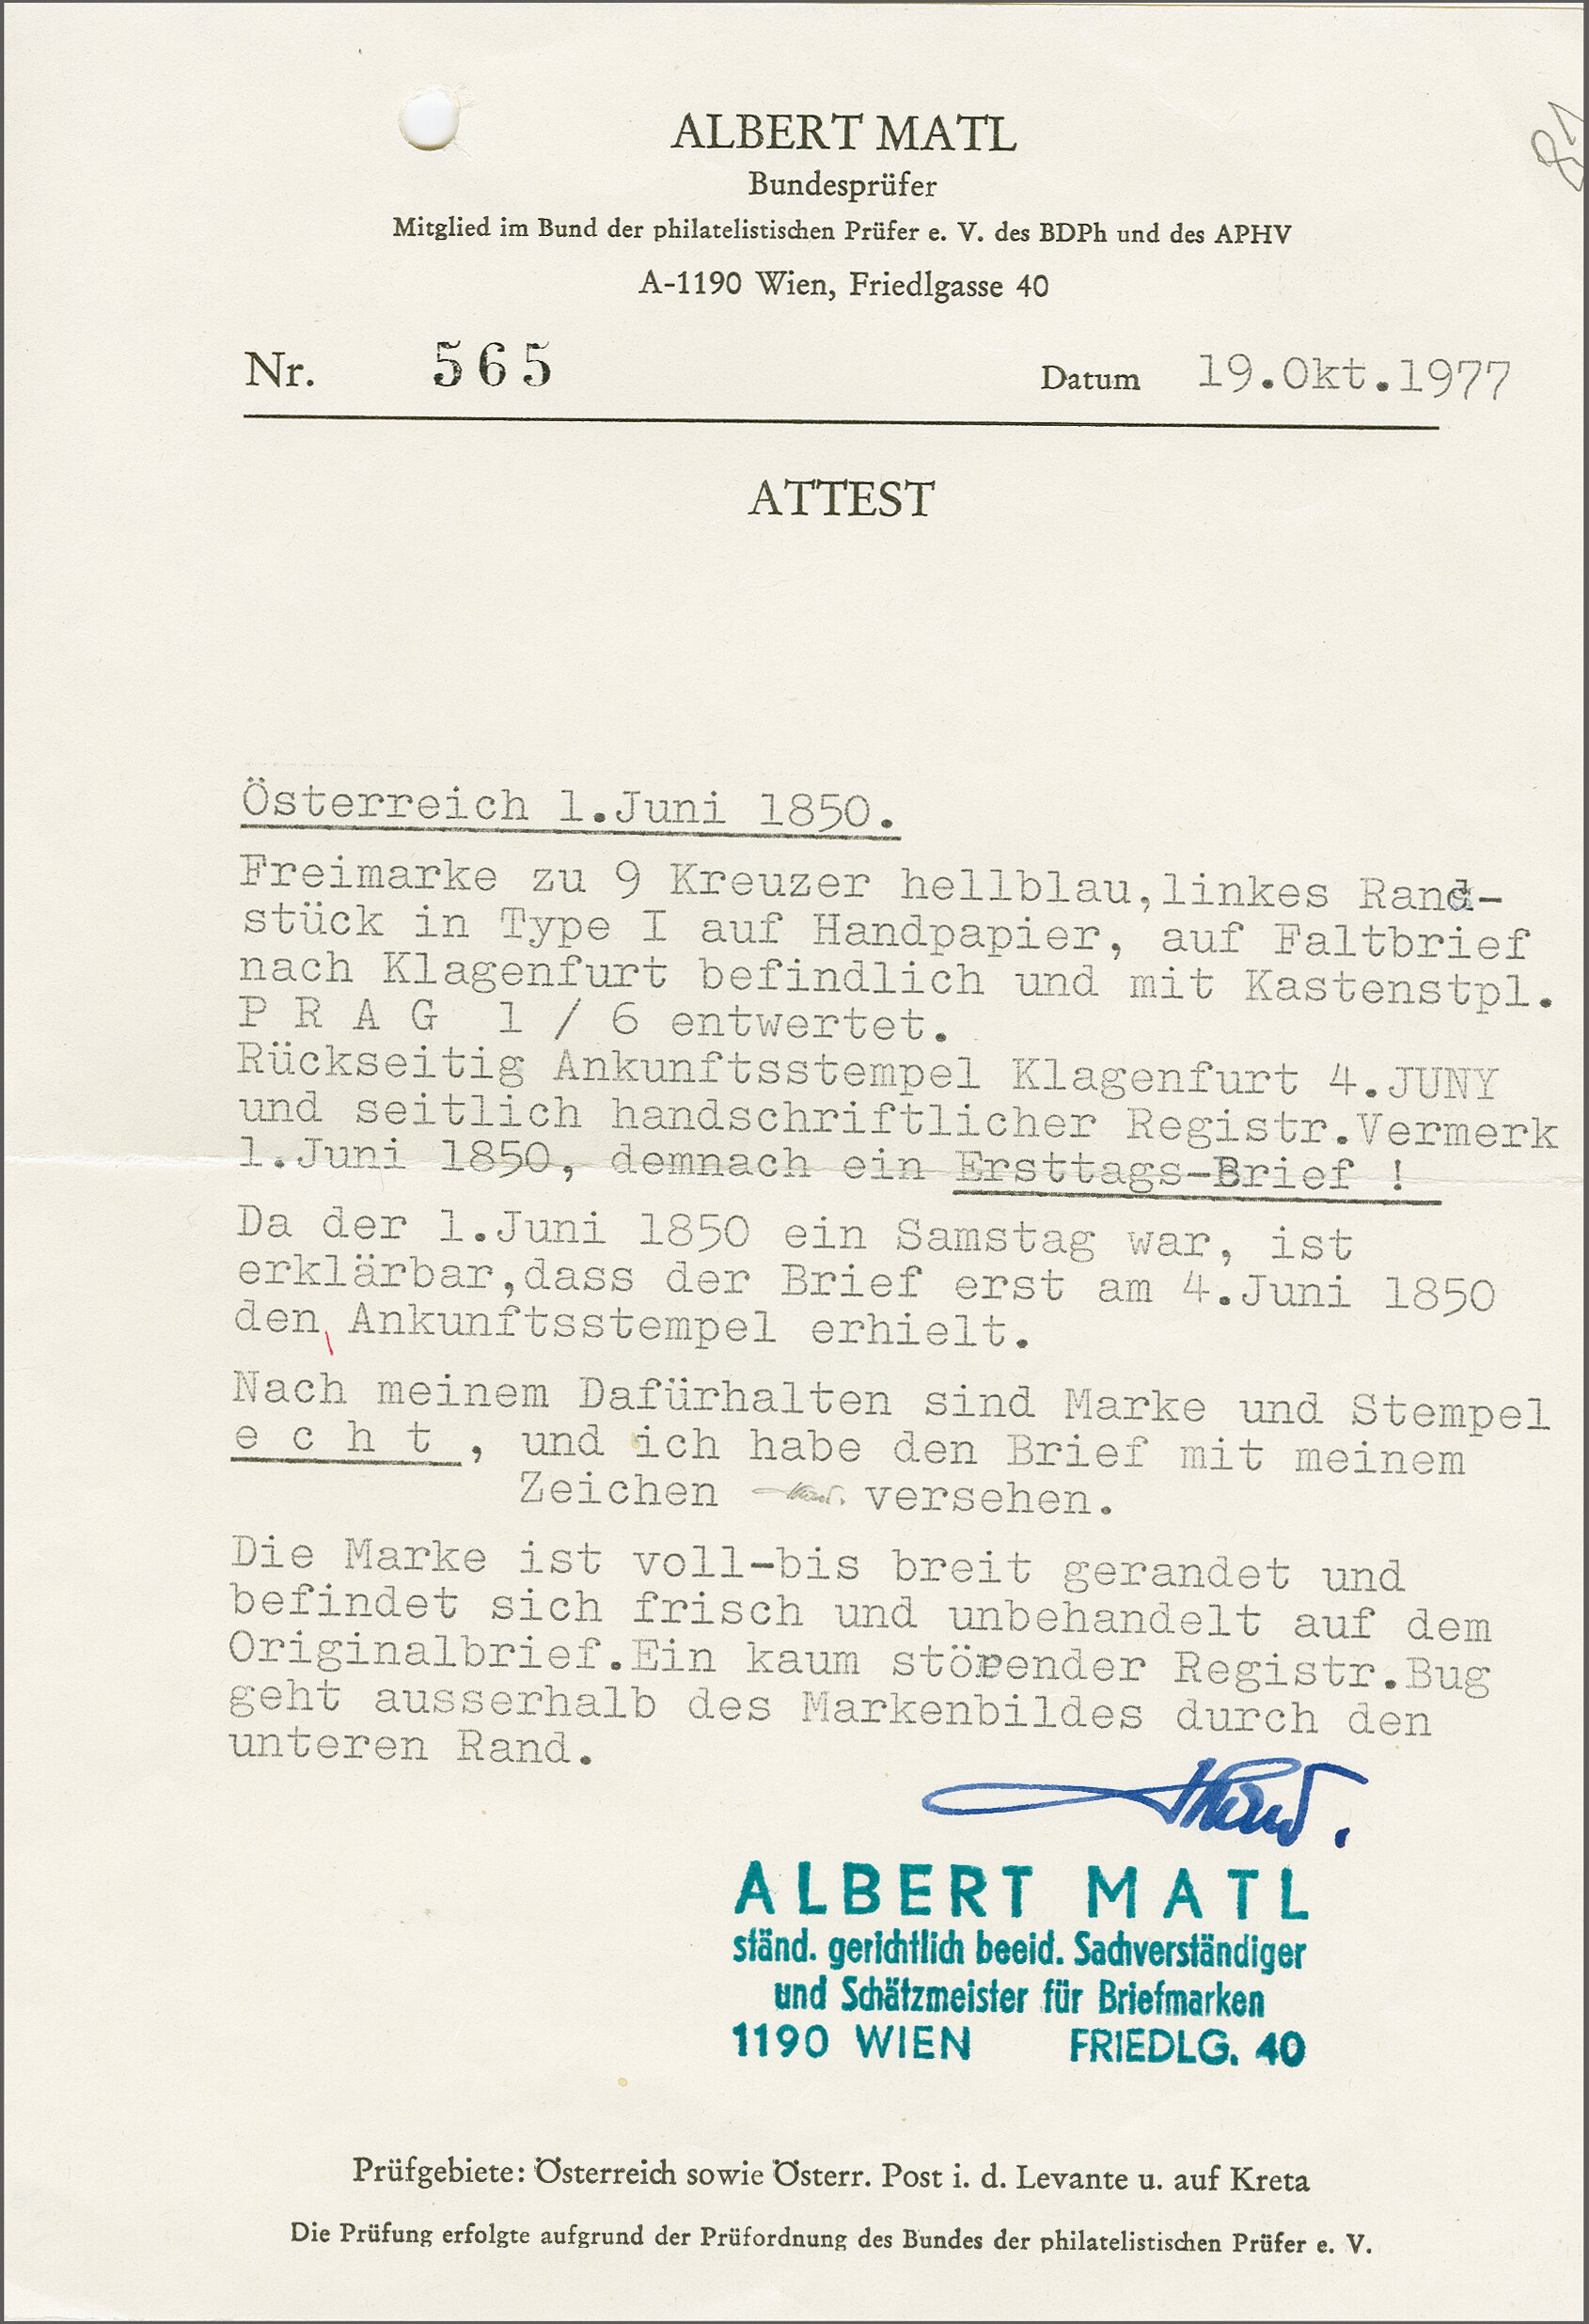 ALBERT MATL
Bundesprüfer
Mitglied im Bund der philatelistischen Prüfer e. V. des BDPh und des APHV
A-1190 Wien, Friedlgasse 40
81
Nr. 565 Datum 19.Okt.1977
ATTEST
Österreich 1.Juni 1850.
Freimarke zu 9 Kreuzer hellblau,linkes Rand-
stück in Type I auf Handpapier, auf Faltbrief
nach Klagenfurt befindlich und mit Kastenstpl.
P R A G 1 / 6 entwertet.
Rückseitig Ankunftsstempel Klagenfurt 4.JUNY
und seitlich handschriftlicher Registr.Vermerk
1.Juni 1850, demnach ein Ersttags-Brief !
Da der 1.Juni 1850 ein Samstag war, ist
erklärbar,dass der Brief erst am 4.Juni 1850
den Ankunftsstempel erhielt.
Nach meinem Dafürhalten sind Marke und Stempel
e c h t , und ich habe den Brief mit meinem
Zeichen versehen.
Die Marke ist voll-bis breit gerandet und
befindet sich frisch und unbehandelt auf dem
Originalbrief.Ein kaum störender Registr.Bug
geht ausserhalb des Markenbildes durch den
unteren Rand.
ALBERT MATL
ständ. gerichtlich beeid. Sachverständiger
und Schätzmeister für Briefmarken
1190 WIEN FRIEDLG. 40
Prüfgebiete: Österreich sowie Österr. Post i. d. Levante u. auf Kreta
Die Prüfung erfolgte aufgrund der Prüfordnung des Bundes der philatelistischen Prüfer e. V.